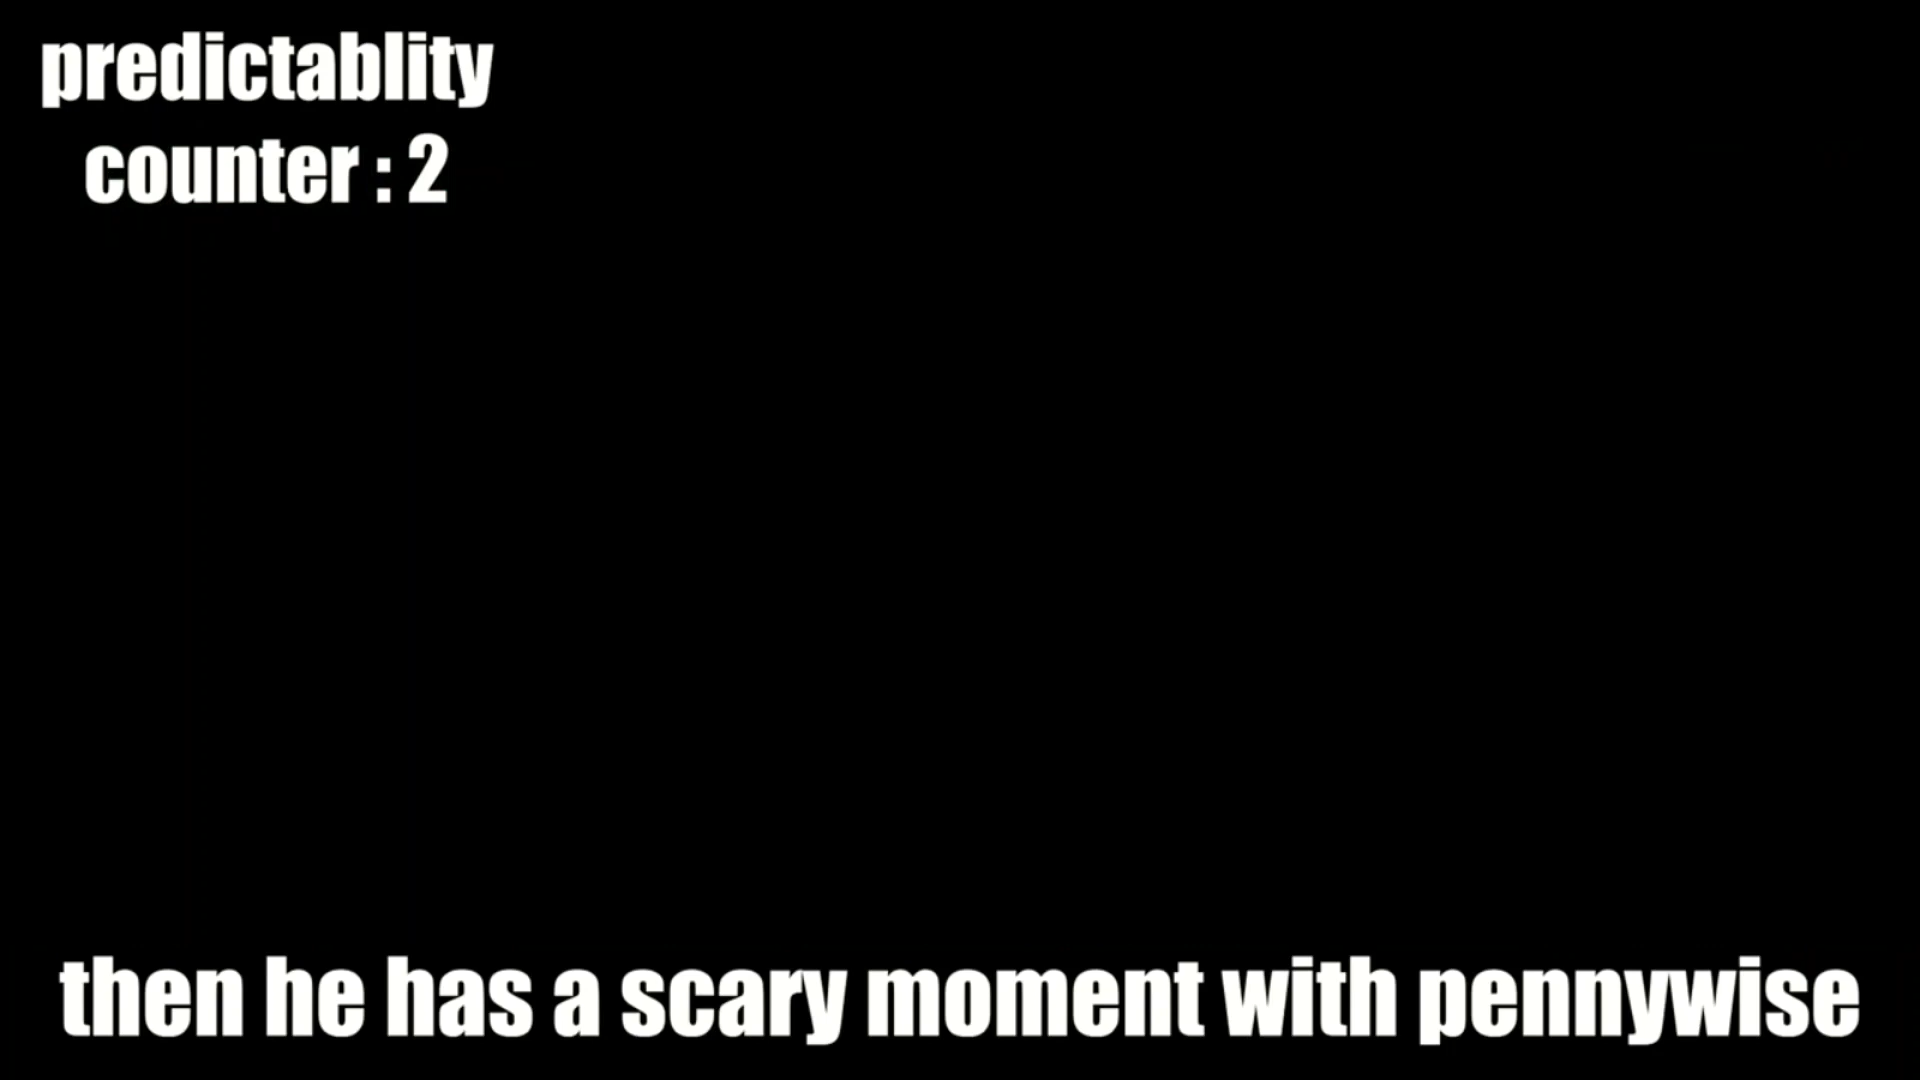 predictablity
counter : 2
then he has a scary moment with pennywise